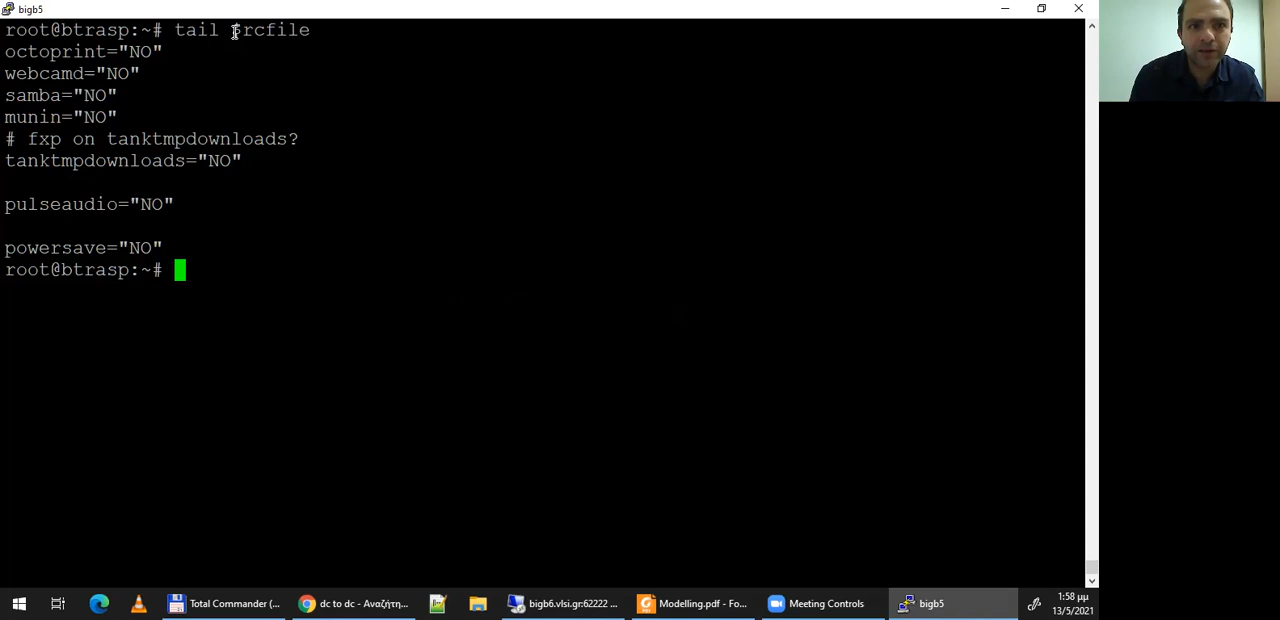 bigb5
root@btrasp:~# tail $rcfile
octoprint="NO"
webcamd="NO"
samba="NO"
munin="NO"
# fxp on tanktmpdownloads?
tanktmpdownloads="NO"
pulseaudio="NO"
powersave="NO"
root@btrasp:~#
Total Commander (...
dc to dc - Αναζήτη...
bigb6.vlsi.gr:62222 ...
Modelling.pdf - Fo...
Meeting Controls
bigb5
1:58 μμ
13/5/2021